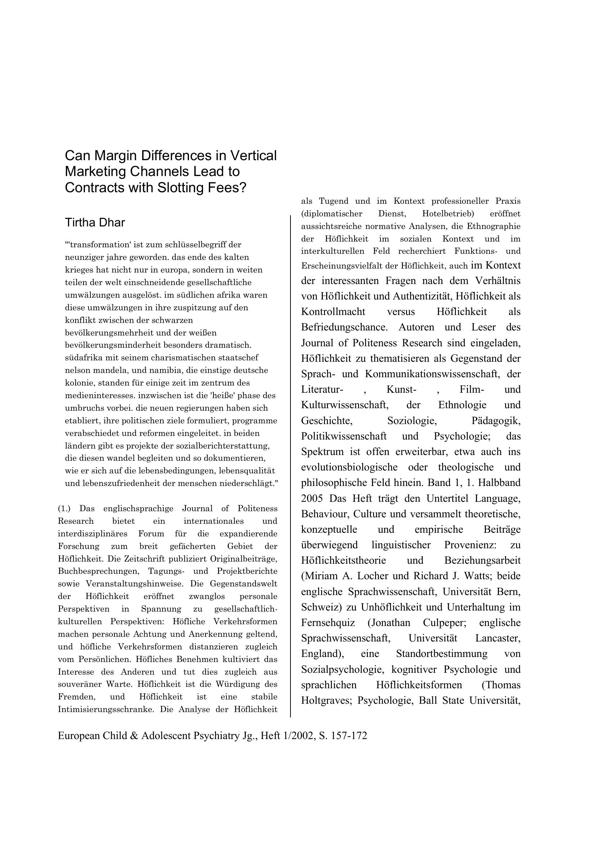 Can Margin Differences in Vertical
Marketing Channels Lead to
Contracts with Slotting Fees?
Tirtha Dhar
"'transformation' ist zum schlüsselbegriff der
neunziger jahre geworden. das ende des kalten
krieges hat nicht nur in europa, sondern in weiten
teilen der welt einschneidende gesellschaftliche
umwälzungen ausgelöst. im südlichen afrika waren
diese umwälzungen in ihre zuspitzung auf den
konflikt zwischen der schwarzen
bevölkerungsmehrheit und der weißen
bevölkerungsminderheit besonders dramatisch.
südafrika mit seinem charismatischen staatschef
nelson mandela, und namibia, die einstige deutsche
kolonie, standen für einige zeit im zentrum des
medieninteresses. inzwischen ist die 'heiße' phase des
umbruchs vorbei. die neuen regierungen haben sich
etabliert, ihre politischen ziele formuliert, programme
verabschiedet und reformen eingeleitet. in beiden
ländern gibt es projekte der sozialberichterstattung,
die diesen wandel begleiten und so dokumentieren,
wie er sich auf die lebensbedingungen, lebensqualität
und lebenszufriedenheit der menschen niederschlägt."
(1.) Das englischsprachige Journal of Politeness
Research bietet ein internationales und
interdisziplinäres Forum für die expandierende
Forschung zum breit gefächerten Gebiet der
Höflichkeit. Die Zeitschrift publiziert Originalbeiträge,
Buchbesprechungen, Tagungs- und Projektberichte
sowie Veranstaltungshinweise. Die Gegenstandswelt
der Höflichkeit eröffnet zwanglos personale
Perspektiven in Spannung zu gesellschaftlich-
kulturellen Perspektiven: Höfliche Verkehrsformen
machen personale Achtung und Anerkennung geltend,
und höfliche Verkehrsformen distanzieren zugleich
vom Persönlichen. Höfliches Benehmen kultiviert das
Interesse des Anderen und tut dies zugleich aus
souveräner Warte. Höflichkeit ist die Würdigung des
Fremden, und Höflichkeit ist eine stabile
Intimisierungsschranke. Die Analyse der Höflichkeit
als Tugend und im Kontext professioneller Praxis
(diplomatischer Dienst, Hotelbetrieb) eröffnet
aussichtsreiche normative Analysen, die Ethnographie
der Höflichkeit im sozialen Kontext und im
interkulturellen Feld recherchiert Funktions- und
Erscheinungsvielfalt der Höflichkeit, auch im Kontext
der interessanten Fragen nach dem Verhältnis
von Höflichkeit und Authentizität, Höflichkeit als
Kontrollmacht versus Höflichkeit als
Befriedungschance. Autoren und Leser des
Journal of Politeness Research sind eingeladen,
Höflichkeit zu thematisieren als Gegenstand der
Sprach- und Kommunikationswissenschaft, der
Literatur- , Kunst- , Film- und
Kulturwissenschaft, der Ethnologie und
Geschichte, Soziologie, Pädagogik,
Politikwissenschaft und Psychologie; das
Spektrum ist offen erweiterbar, etwa auch ins
evolutionsbiologische oder theologische und
philosophische Feld hinein. Band 1, 1. Halbband
2005 Das Heft trägt den Untertitel Language,
Behaviour, Culture und versammelt theoretische,
konzeptuelle und empirische Beiträge
überwiegend linguistischer Provenienz: zu
Höflichkeitstheorie und Beziehungsarbeit
(Miriam A. Locher und Richard J. Watts; beide
englische Sprachwissenschaft, Universität Bern,
Schweiz) zu Unhöflichkeit und Unterhaltung im
Fernsehquiz (Jonathan Culpeper; englische
Sprachwissenschaft, Universität Lancaster,
England), eine Standortbestimmung von
Sozialpsychologie, kognitiver Psychologie und
sprachlichen Höflichkeitsformen (Thomas
Holtgraves; Psychologie, Ball State Universität,
European Child & Adolescent Psychiatry Jg., Heft 1/2002, S. 157-172